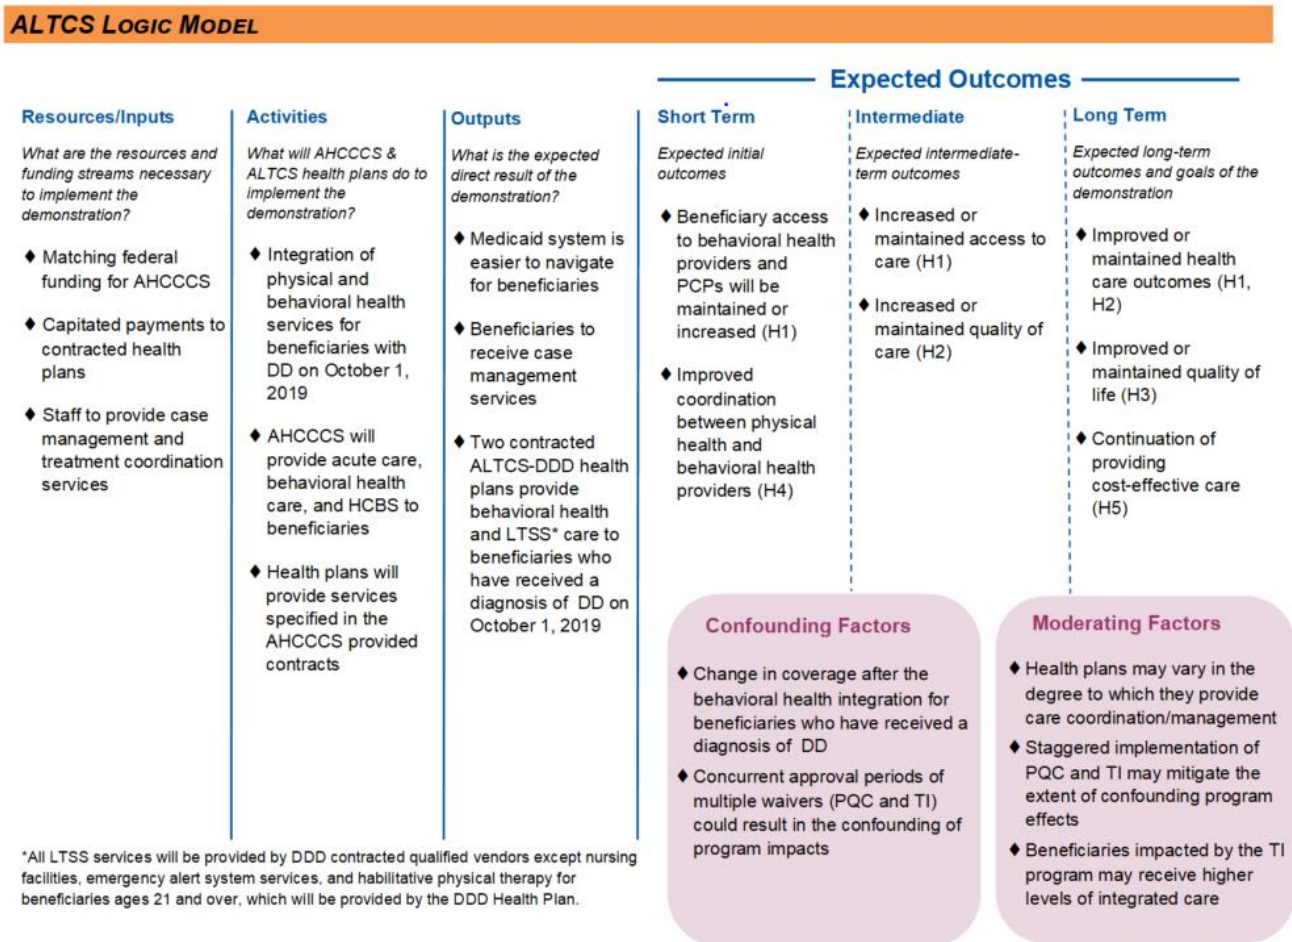 ALTCS LOGIC MODEL
Expected Outcomes
Resources/Inputs
What are the resources and
funding streams necessary
to implement the
demonstration?
♦ Matching federal
funding for AHCCCS
♦ Capitated payments to
contracted health
plans
♦ Staff to provide case
management and
treatment coordination
services
Activities
What will AHCCCS &
ALTCS health plans do to
implement the
demonstration?
♦ Integration of
physical and
behavioral health
services for
beneficiaries with
DD on October 1,
2019
♦ AHCCCS will
provide acute care,
behavioral health
care, and HCBS to
beneficiaries
♦ Health plans will
provide services
specified in the
AHCCCS provided
contracts
Outputs
What is the expected
direct result of the
demonstration?
♦ Medicaid system is
easier to navigate
for beneficiaries
♦ Beneficiaries to
receive case
management
services
♦ Two contracted
ALTCS-DDD health
plans provide
behavioral health
and LTSS* care to
beneficiaries who
have received a
diagnosis of DD on
October 1, 2019
Short Term
Expected initial
outcomes
♦ Beneficiary access
to behavioral health
providers and
PCPs will be
maintained or
increased (H1)
♦ Improved
coordination
between physical
health and
behavioral health
providers (H4)
Intermediate
Expected intermediate-
term outcomes
♦ Increased or
maintained access to
care (H1)
♦ Increased or
maintained quality of
care (H2)
Long Term
Expected long-term
outcomes and goals of the
demonstration
♦ Improved or
maintained health
care outcomes (H1,
H2)
♦ Improved or
maintained quality of
life (H3)
♦ Continuation of
providing
cost-effective care
(H5)
Confounding Factors
♦ Change in coverage after the
behavioral health integration for
beneficiaries who have received a
diagnosis of DD
♦ Concurrent approval periods of
multiple waivers (PQC and TI)
could result in the confounding of
program impacts
Moderating Factors
♦ Health plans may vary in the
degree to which they provide
care coordination/management
♦ Staggered implementation of
PQC and TI may mitigate the
extent of confounding program
effects
♦ Beneficiaries impacted by the TI
program may receive higher
levels of integrated care
*All LTSS services will be provided by DDD contracted qualified vendors except nursing
facilities, emergency alert system services, and habilitative physical therapy for
beneficiaries ages 21 and over, which will be provided by the DDD Health Plan.